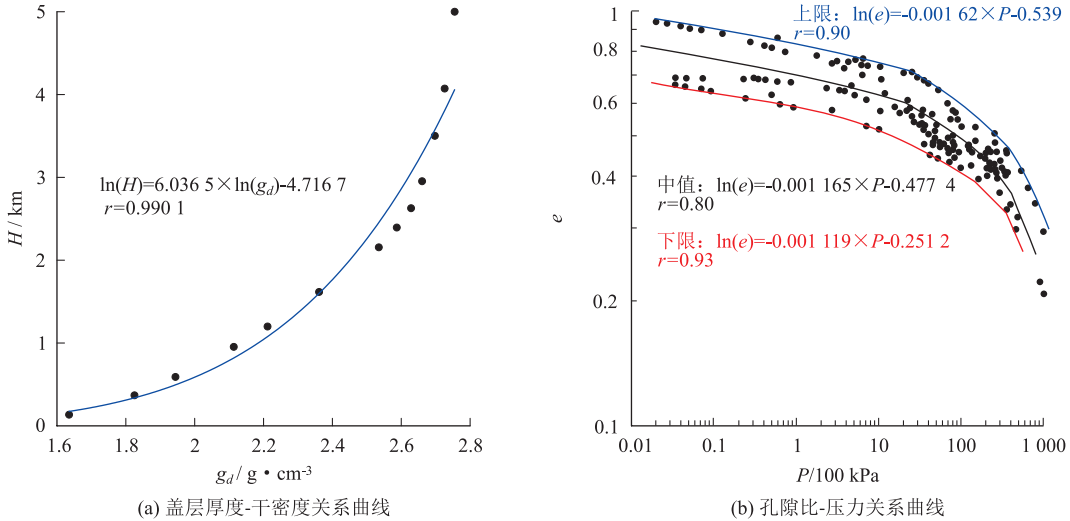 5
4
3
2
1
0
H / km
ln(H)=6.036 5×ln(g_d)-4.716 7
r=0.990 1
1.6
1.8
2
2.2
2.4
2.6
2.8
g_d / g • cm⁻³
(a) 盖层厚度-干密度关系曲线
1
0.8
0.6
0.4
0.2
0.1
e
上限：ln(e)=-0.001 62×P-0.539
r=0.90
中值：ln(e)=-0.001 165×P-0.477 4
r=0.80
下限：ln(e)=-0.001 119×P-0.251 2
r=0.93
0.01
0.1
1
10
100
1 000
P/100 kPa
(b) 孔隙比-压力关系曲线